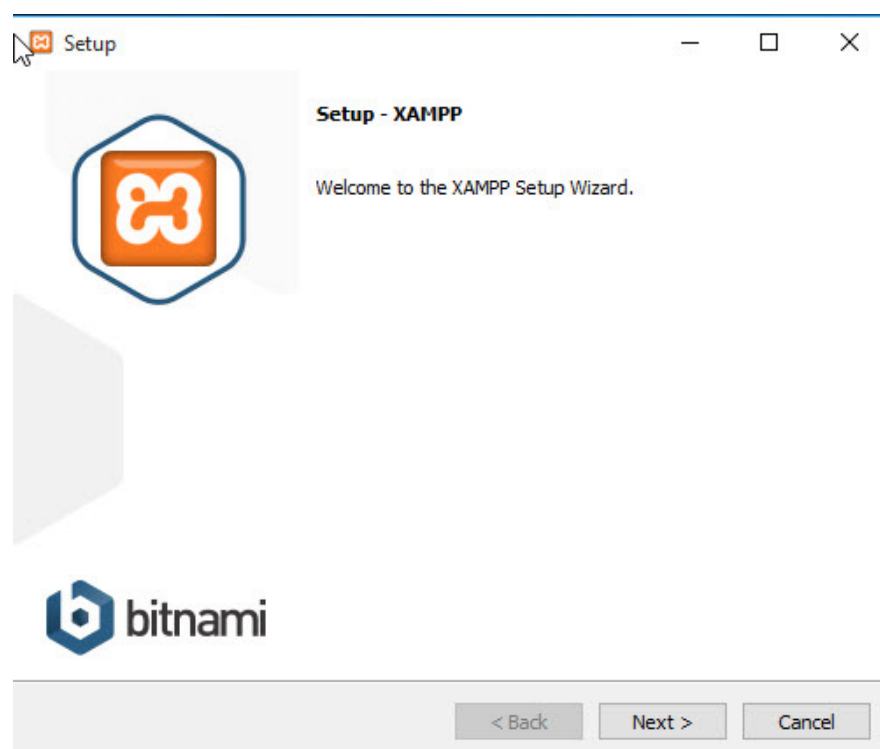 Setup
Setup - XAMPP
Welcome to the XAMPP Setup Wizard.
bitnami
< Back
Next >
Cancel